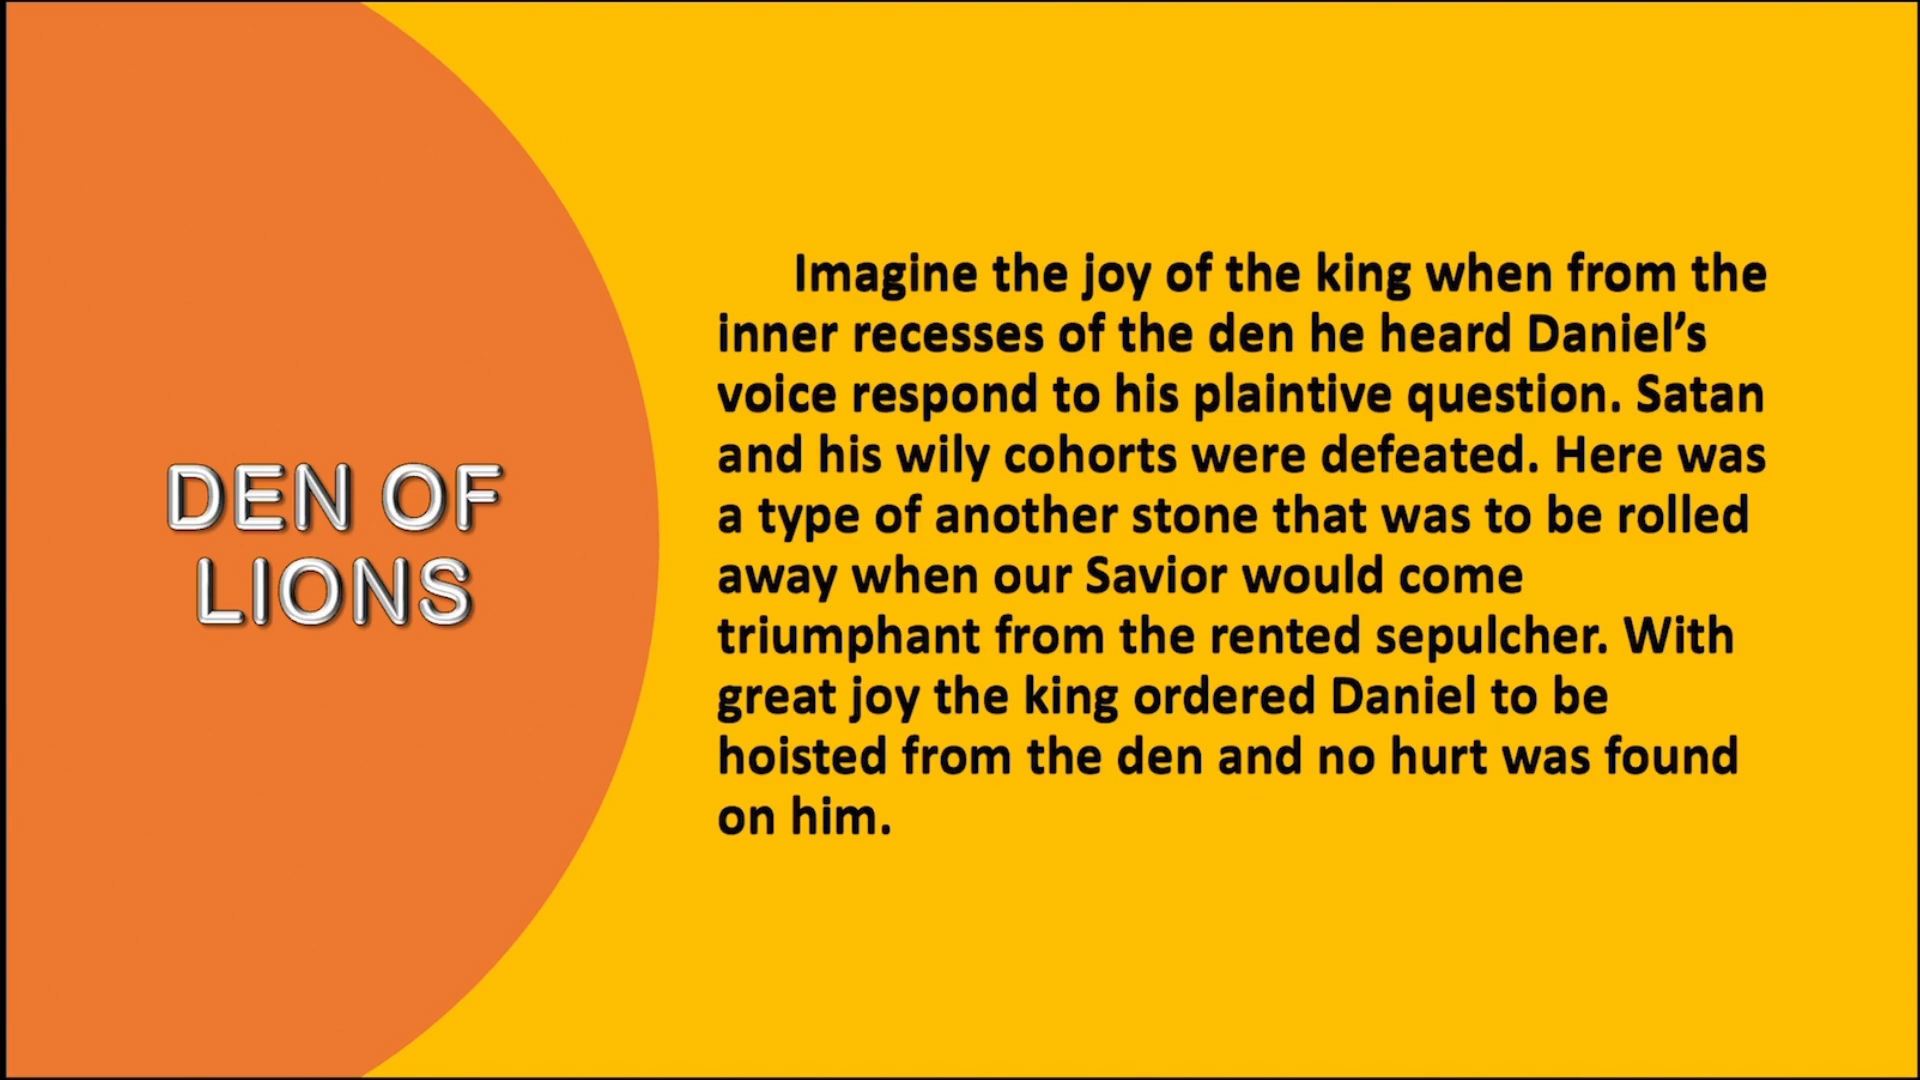 DEN OF
LIONS
Imagine the joy of the king when from the
inner recesses of the den he heard Daniel’s
voice respond to his plaintive question. Satan
and his wily cohorts were defeated. Here was
a type of another stone that was to be rolled
away when our Savior would come
triumphant from the rented sepulcher. With
great joy the king ordered Daniel to be
hoisted from the den and no hurt was found
on him.